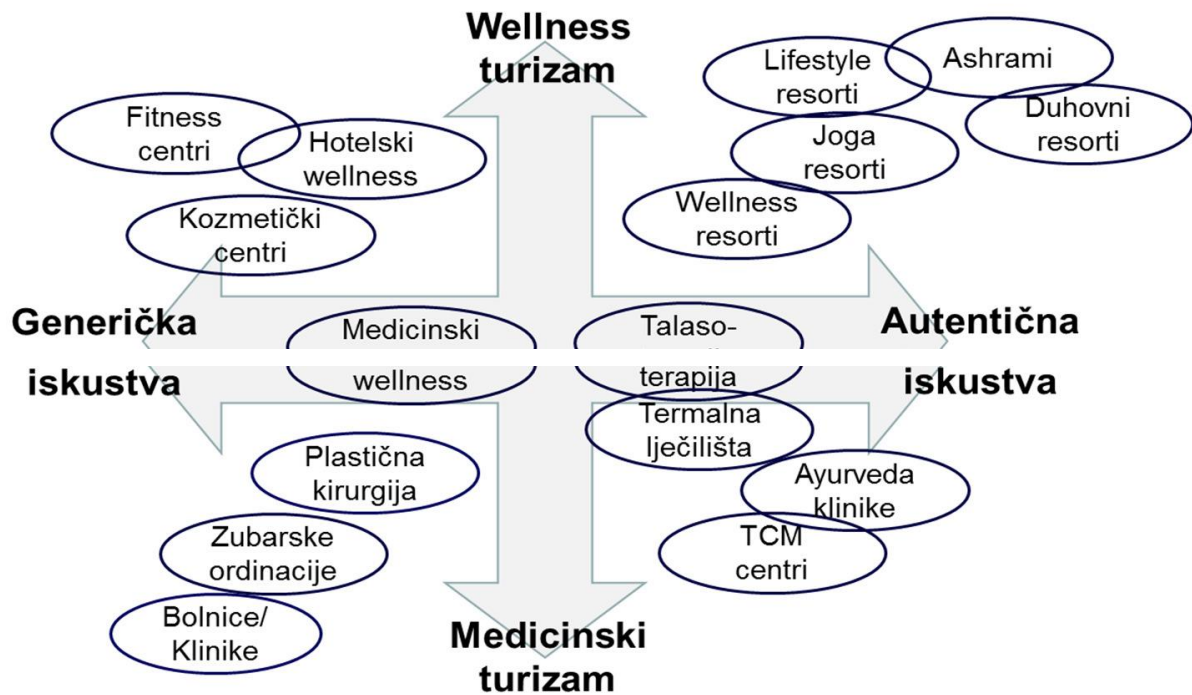 Wellness
turizam
Lifestyle
resorti
Ashrami
Duhovni
resorti
Fitness
centri
Hotelski
wellness
Joga
resorti
Kozmetički
centri
Wellness
resorti
Generička
iskustva
Medicinski
wellness
Talaso-
terapija
Autentična
iskustva
Termalna
lječilišta
Plastična
kirurgija
Ayurveda
klinike
Zubarske
ordinacije
TCM
centri
Bolnice/
Klinike
Medicinski
turizam